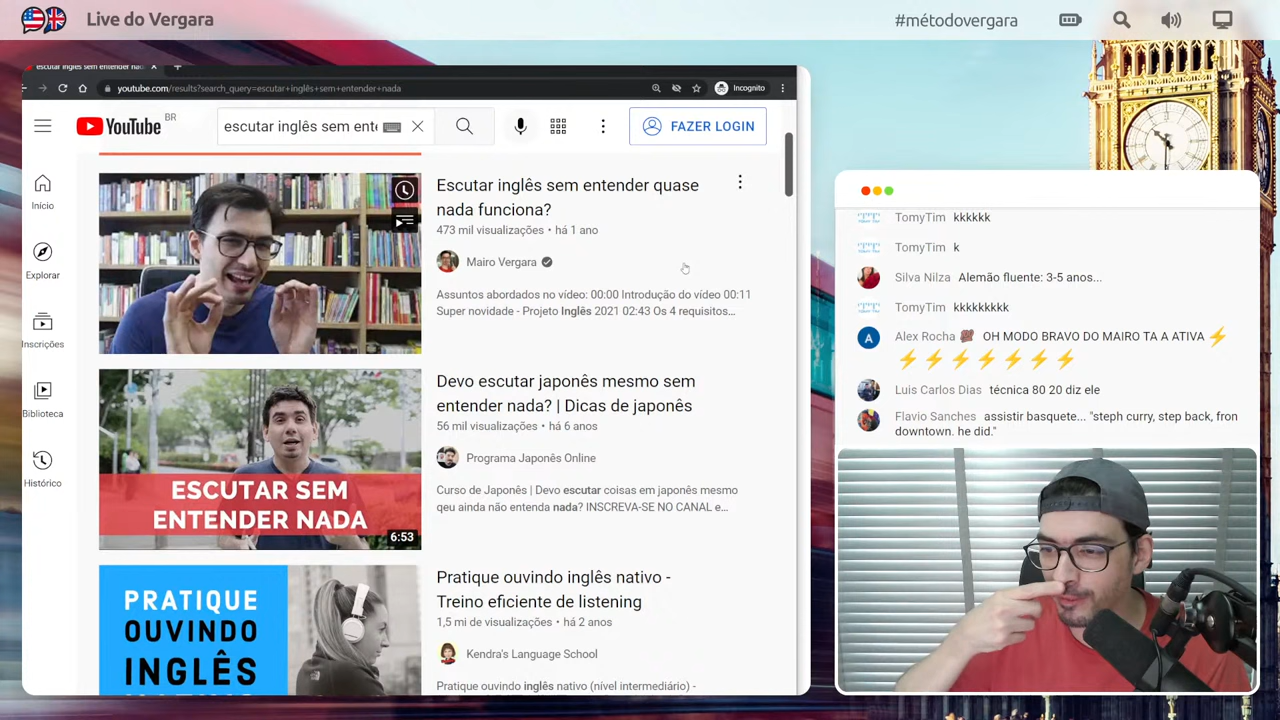 Live do Vergara
#métodovergara
escutar inglês sem entender nad
youtube.com/results?search_query=escutar+inglês+sem+entender+nada
Incognito
YouTube BR
escutar inglês sem ente
FAZER LOGIN
Início
Explorar
Inscrições
Biblioteca
Histórico
Escutar inglês sem entender quase
nada funciona?
473 mil visualizações • há 1 ano
Mairo Vergara
Assuntos abordados no vídeo: 00:00 Introdução do vídeo 00:11
Super novidade - Projeto Inglês 2021 02:43 Os 4 requisitos...
ESCUTAR SEM
ENTENDER NADA
6:53
Devo escutar japonês mesmo sem
entender nada? | Dicas de japonês
56 mil visualizações • há 6 anos
Programa Japonês Online
Curso de Japonês | Devo escutar coisas em japonês mesmo
qeu ainda não entenda nada? INSCREVA-SE NO CANAL e...
PRATIQUE
OUVINDO
INGLÊS
Pratique ouvindo inglês nativo -
Treino eficiente de listening
1,5 mi de visualizações • há 2 anos
Kendra's Language School
Pratique ouvindo inglês nativo (nível intermediário) -
TomyTim kkkkkk
TomyTim k
Silva Nilza Alemão fluente: 3-5 anos...
TomyTim kkkkkkkkk
Alex Rocha OH MODO BRAVO DO MAIRO TA A ATIVA
Luis Carlos Dias técnica 80 20 diz ele
Flavio Sanches assistir basquete... "steph curry, step back, fron
downtown. he did."